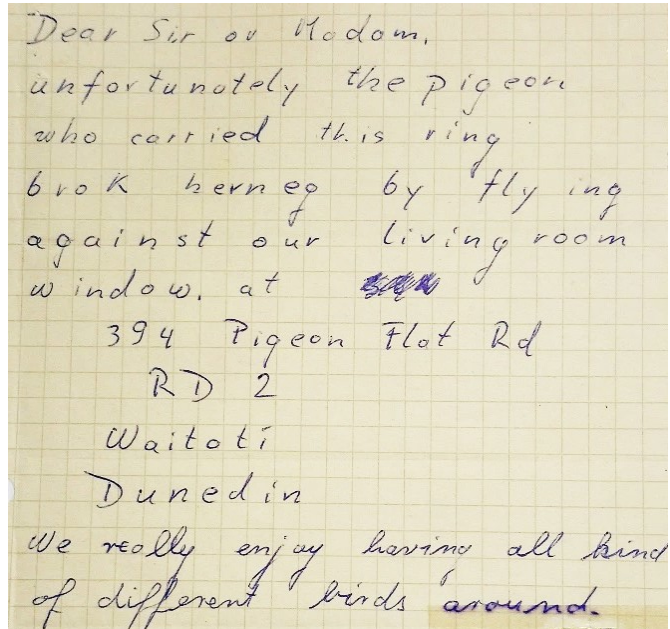 Dear Sir or Madam,
unfortunately the pigeon
who carried this ring
brok herneg by flying
against our living room
window. at
394 Pigeon Flat Rd
RD 2
Waitati
Dunedin
We really enjoy having all kind
of different birds around.